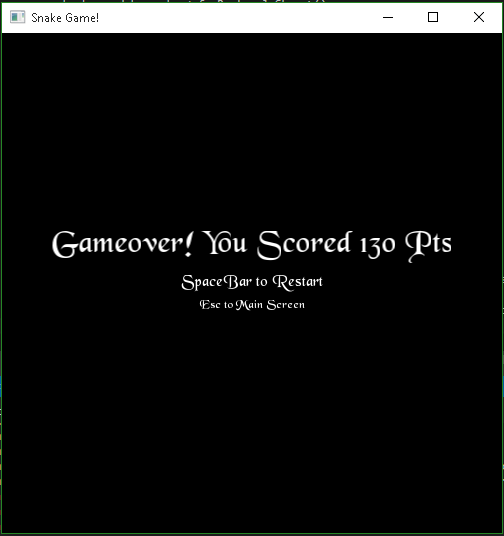 Snake Game!
Gameover! You Scored 130 Pts
SpaceBar to Restart
Esc to Main Screen